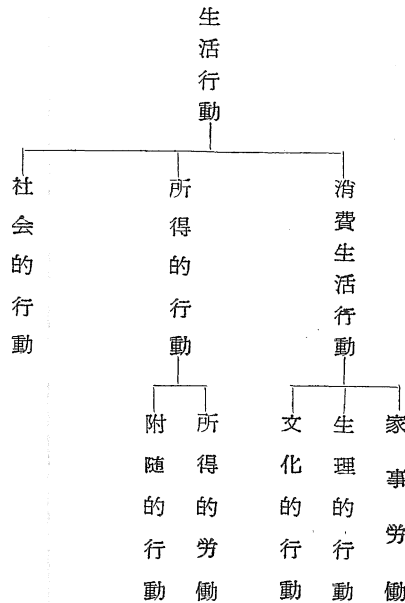 生活行動
消費生活行動
所得的行動
社会的行動
家事労働
生理的行動
文化的行動
所得的労働
附随的行動